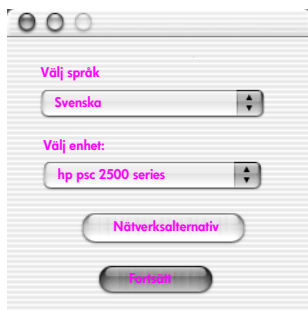 Välj språk
Svenska
Välj enhet:
hp psc 2500 series
Nätverksalternativ
Fortsätt